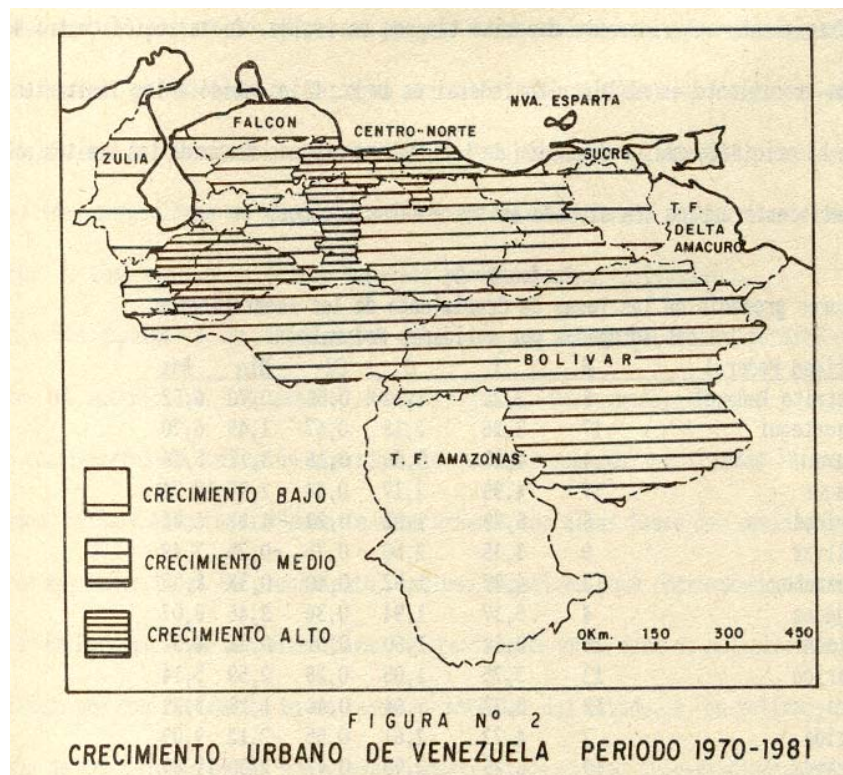 NVA. ESPARTA
FALCON
CENTRO-NORTE
ZULIA
SUCRE
T. F.
DELTA
AMACURO
BOLIVAR
T. F. AMAZONAS
CRECIMIENTO BAJO
CRECIMIENTO MEDIO
CRECIMIENTO ALTO
0Km. 150 300 450
FIGURA Nº 2
CRECIMIENTO URBANO DE VENEZUELA PERIODO 1970-1981